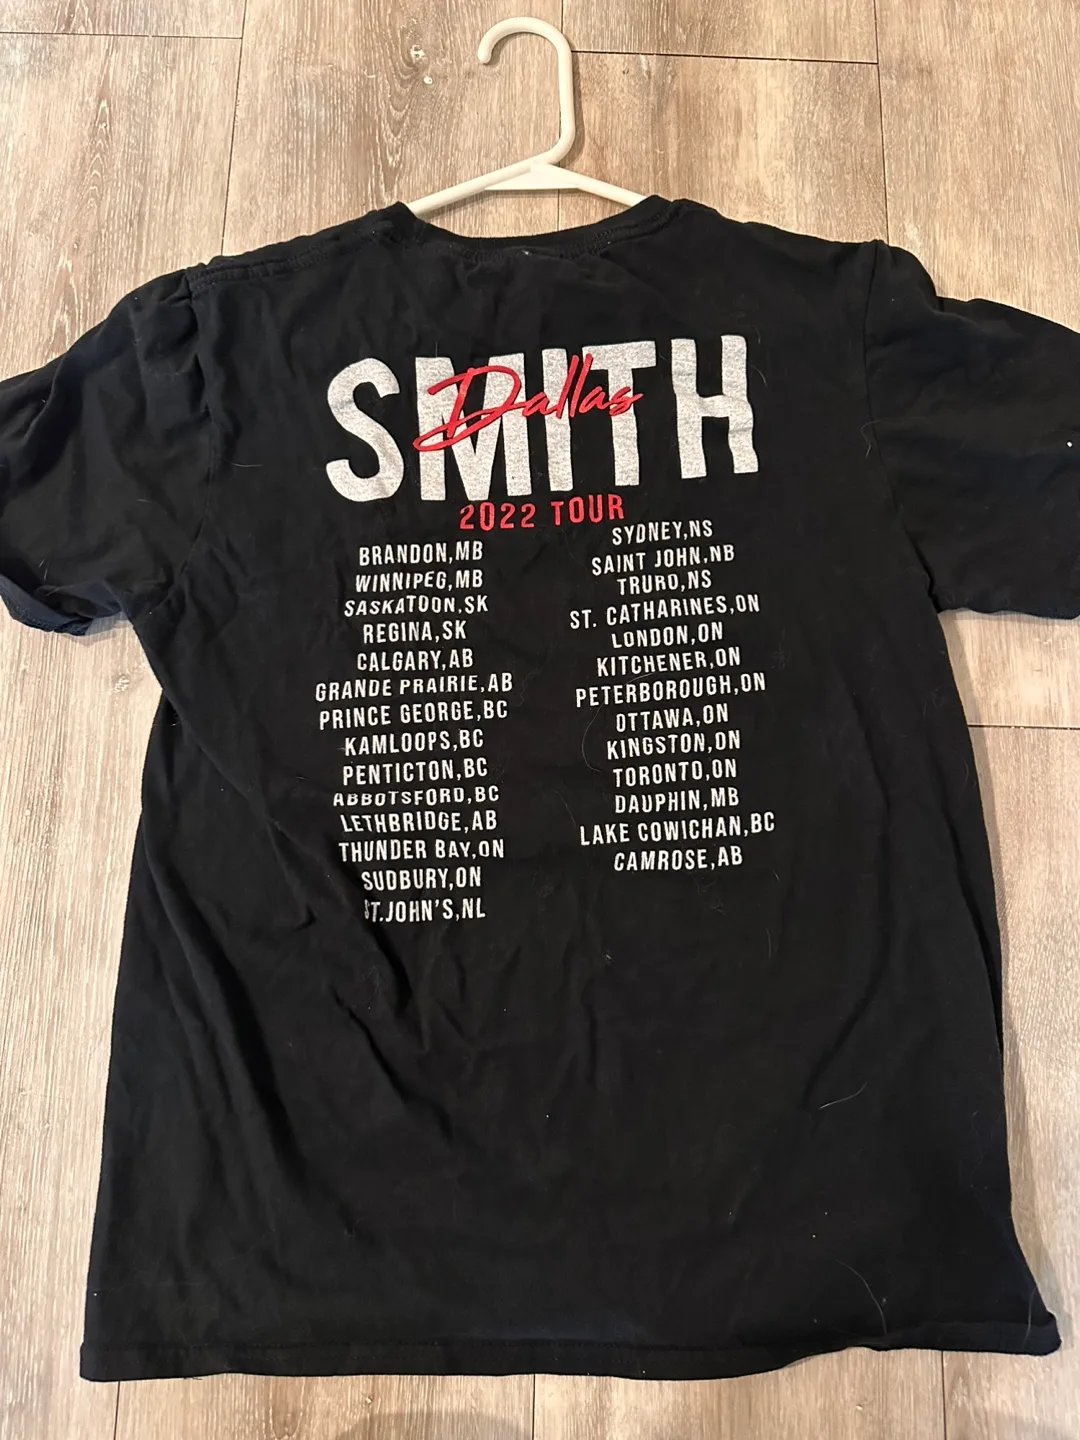 SMITH
Dallas
2022 TOUR
BRANDON,MB
WINNIPEG,MB
SASKATOON,SK
REGINA,SK
CALGARY,AB
GRANDE PRAIRIE,AB
PRINCE GEORGE,BC
KAMLOOPS,BC
PENTICTON,BC
ABBOTSFORD,BC
LETHBRIDGE,AB
THUNDER BAY,ON
SUDBURY,ON
ST.JOHN'S,NL
SYDNEY,NS
SAINT JOHN,NB
TRURO,NS
ST. CATHARINES,ON
LONDON,ON
KITCHENER,ON
PETERBOROUGH,ON
OTTAWA,ON
KINGSTON,ON
TORONTO,ON
DAUPHIN,MB
LAKE COWICHAN,BC
CAMROSE,AB